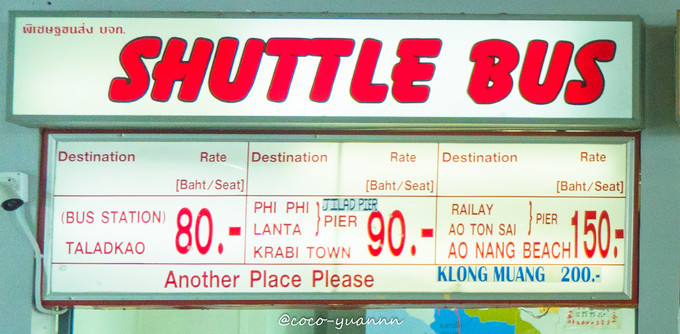 พิเชษฐขนส่ง บจก.
SHUTTLE BUS
Destination Rate
[Baht/Seat]
(BUS STATION)
TALADKAO
80.-
Destination Rate
[Baht/Seat]
PHI PHI
LANTA
} JILAD PIER
PIER
KRABI TOWN
90.-
Destination Rate
[Baht/Seat]
RAILAY
AO TON SAI
} PIER
AO NANG BEACH
150.-
Another Place Please
KLONG MUANG 200.-
@coco-yuannn